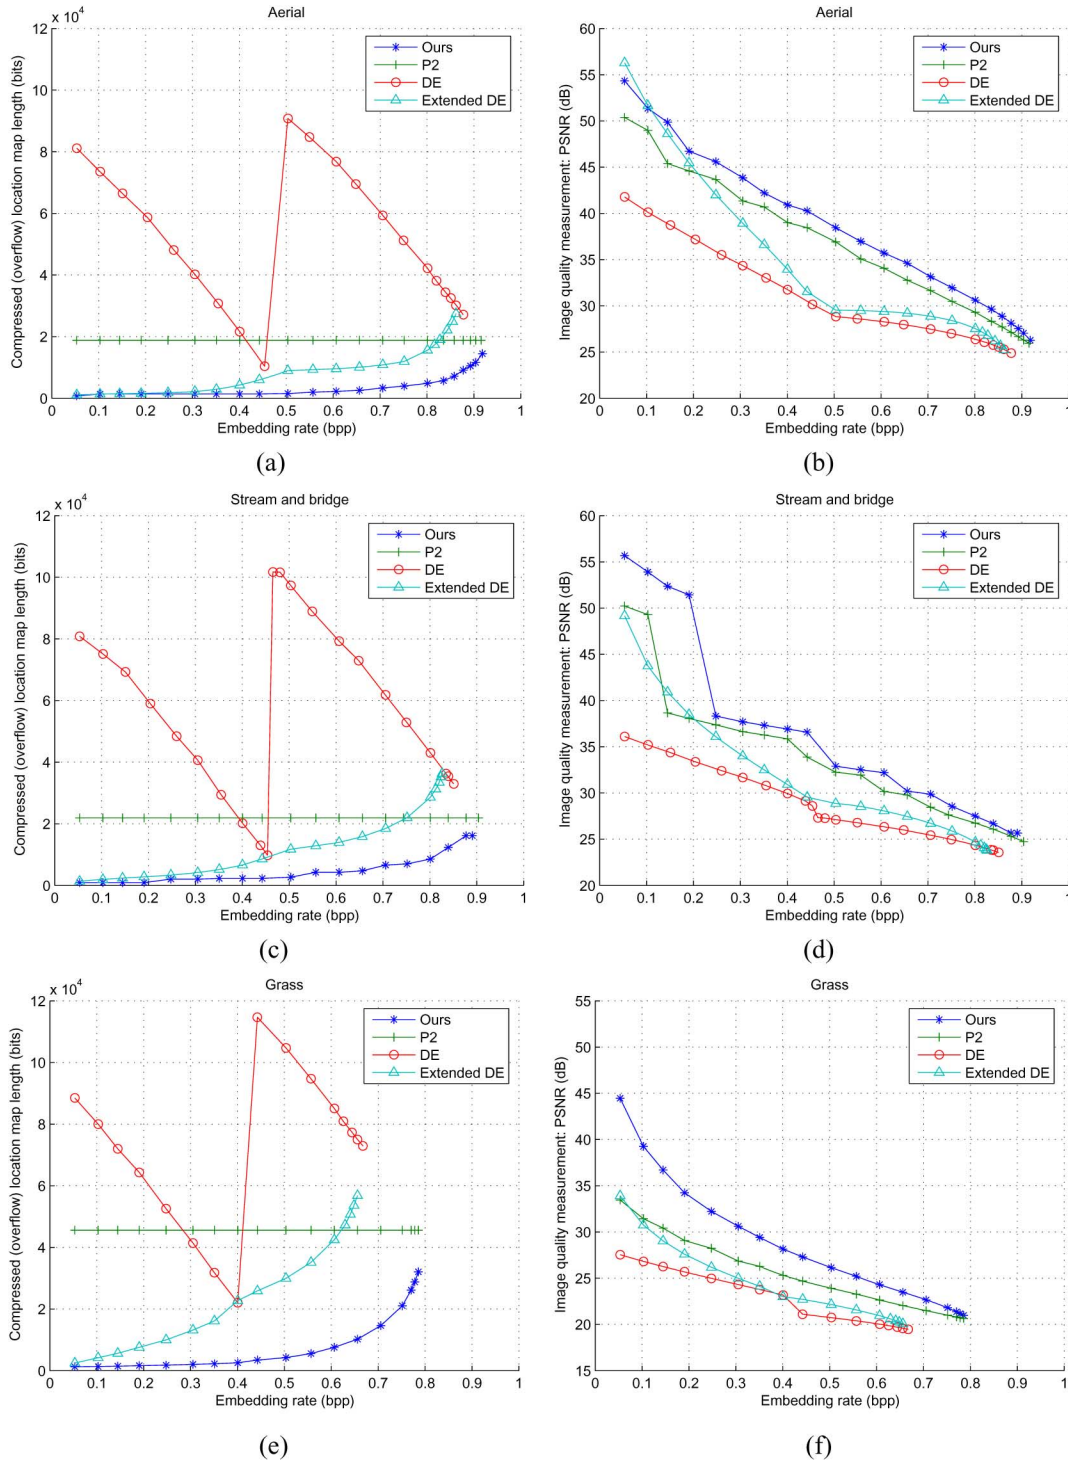 Aerial
x 10^4
12
10
8
6
4
2
0
0 0.1 0.2 0.3 0.4 0.5 0.6 0.7 0.8 0.9 1
Compressed (overflow) location map length (bits)
Embedding rate (bpp)
Ours
P2
DE
Extended DE
(a)
Aerial
60
55
50
45
40
35
30
25
20
0 0.1 0.2 0.3 0.4 0.5 0.6 0.7 0.8 0.9 1
Image quality measurement: PSNR (dB)
Embedding rate (bpp)
Ours
P2
DE
Extended DE
(b)
Stream and bridge
x 10^4
12
10
8
6
4
2
0
0 0.1 0.2 0.3 0.4 0.5 0.6 0.7 0.8 0.9 1
Compressed (overflow) location map length (bits)
Embedding rate (bpp)
Ours
P2
DE
Extended DE
(c)
Stream and bridge
60
55
50
45
40
35
30
25
20
0 0.1 0.2 0.3 0.4 0.5 0.6 0.7 0.8 0.9 1
Image quality measurement: PSNR (dB)
Embedding rate (bpp)
Ours
P2
DE
Extended DE
(d)
Grass
x 10^4
12
10
8
6
4
2
0
0 0.1 0.2 0.3 0.4 0.5 0.6 0.7 0.8 0.9 1
Compressed (overflow) location map length (bits)
Embedding rate (bpp)
Ours
P2
DE
Extended DE
(e)
Grass
55
50
45
40
35
30
25
20
15
0 0.1 0.2 0.3 0.4 0.5 0.6 0.7 0.8 0.9 1
Image quality measurement: PSNR (dB)
Embedding rate (bpp)
Ours
P2
DE
Extended DE
(f)